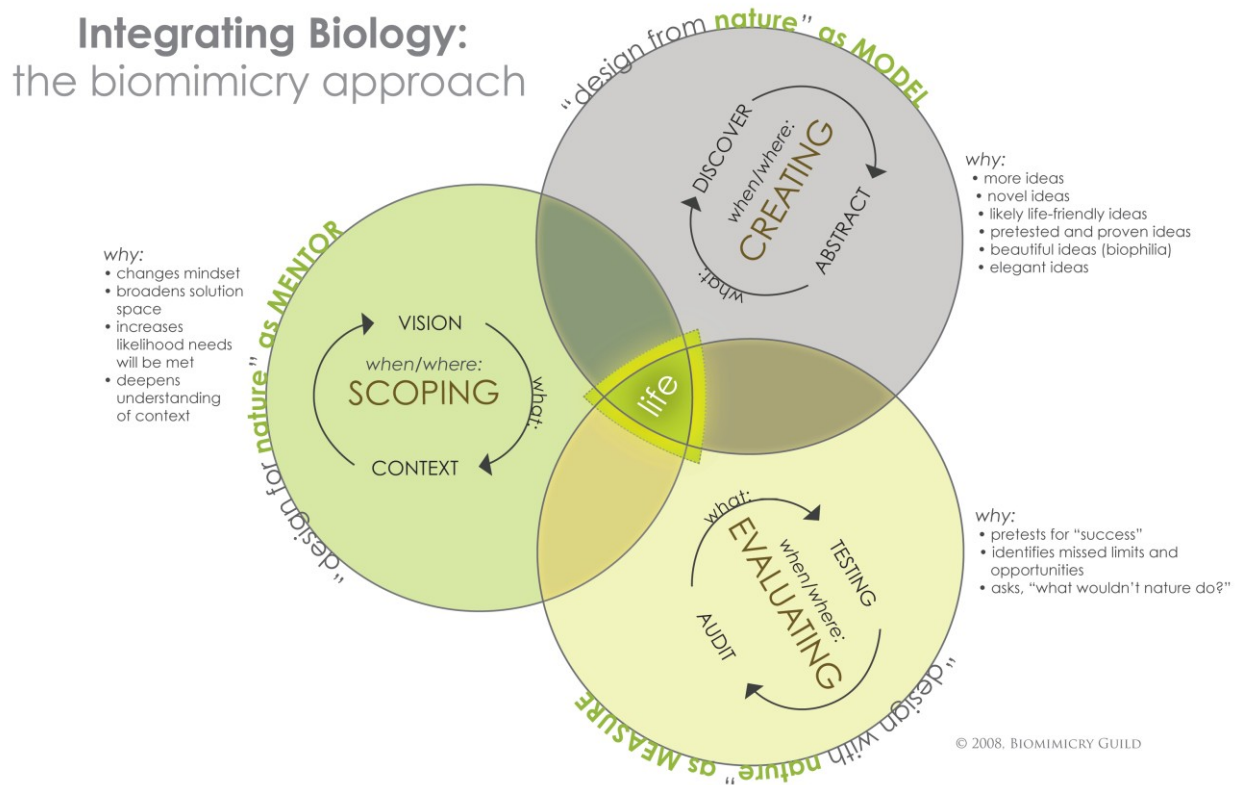 Integrating Biology:
the biomimicry approach
"design from nature" as MODEL
DISCOVER
when/where:
CREATING
ABSTRACT
what:
why:
• more ideas
• novel ideas
• likely life-friendly ideas
• pretested and proven ideas
• beautiful ideas (biophilia)
• elegant ideas
"design for nature" as MENTOR
why:
• changes mindset
• broadens solution
space
• increases
likelihood needs
will be met
• deepens
understanding
of context
VISION
when/where:
SCOPING
what:
CONTEXT
life
"design with nature" as MEASURE
what:
TESTING
when/where:
EVALUATING
AUDIT
why:
• pretests for "success"
• identifies missed limits and
opportunities
• asks, "what wouldn't nature do?"
© 2008, BIOMIMICRY GUILD